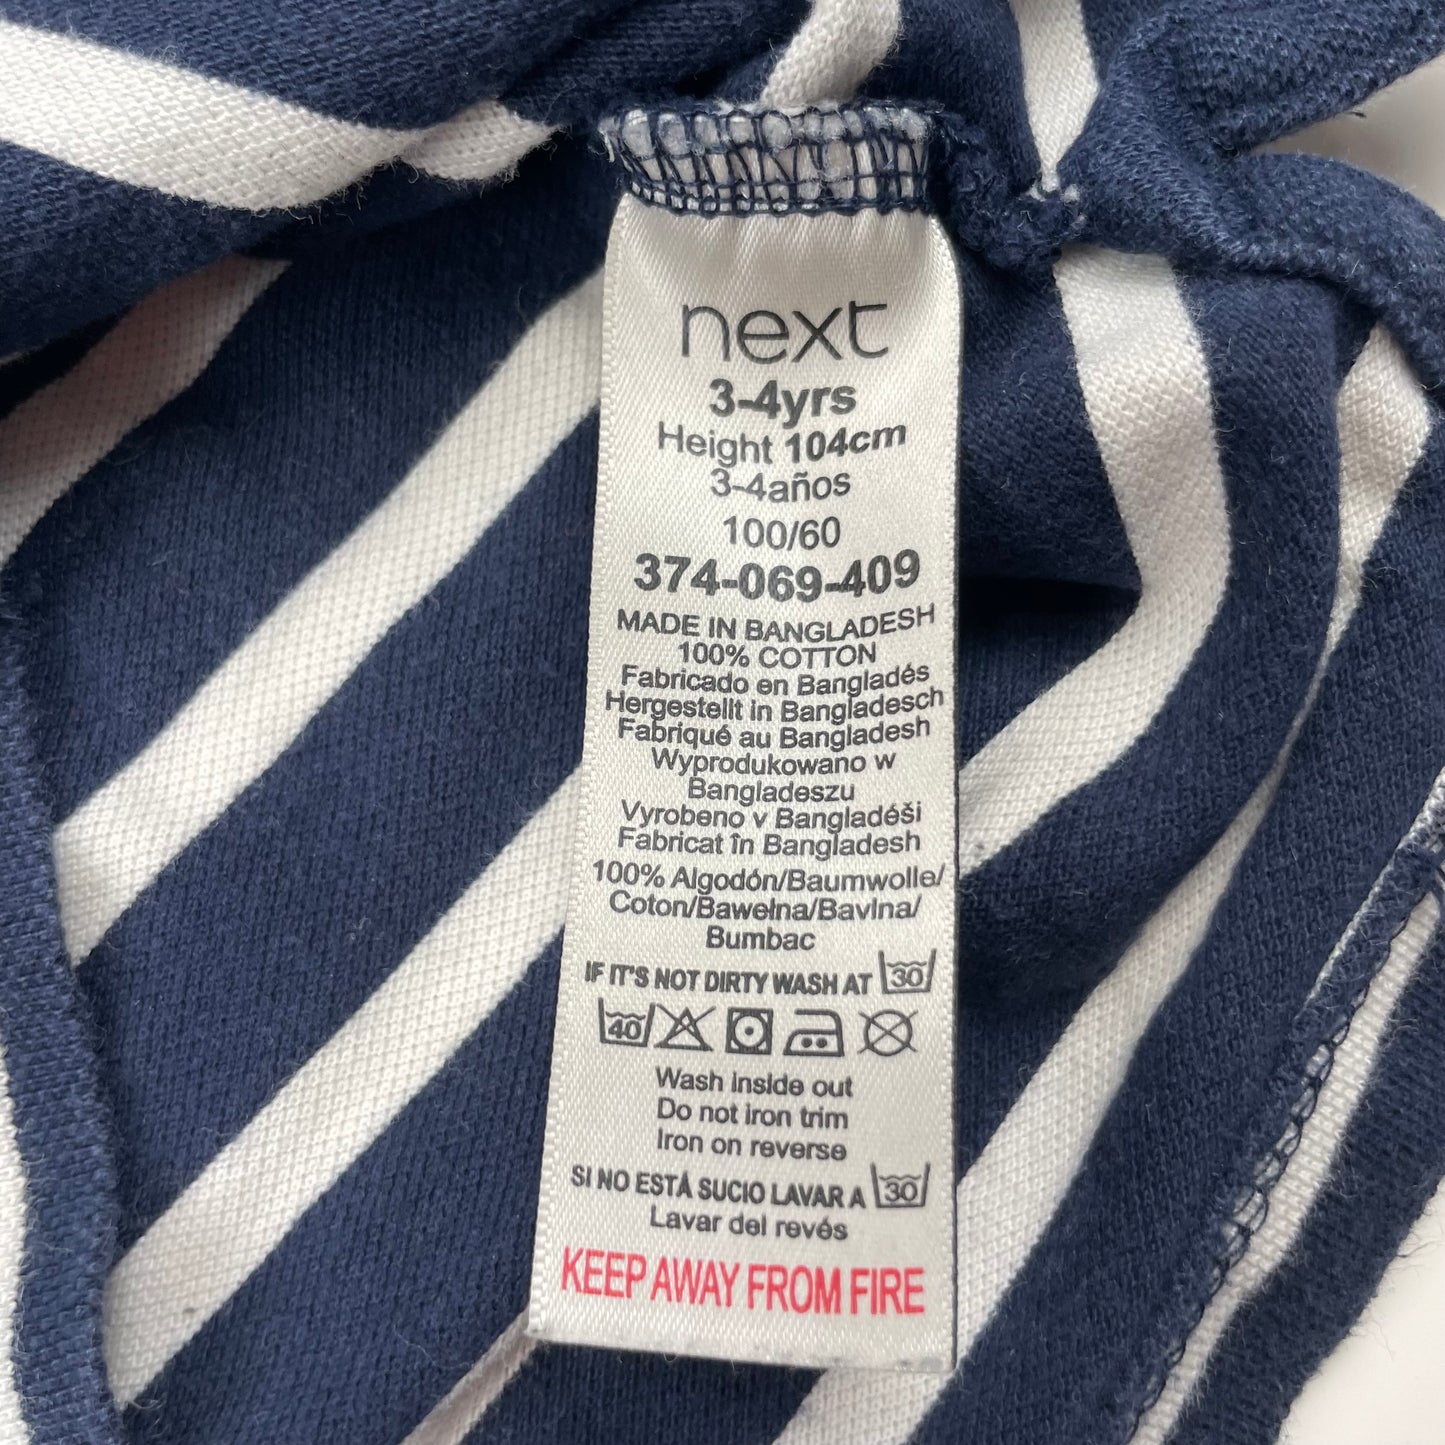 next
3-4yrs
Height 104cm
3-4años
100/60
374-069-409
MADE IN BANGLADESH
100% COTTON
Fabricado en Bangladés
Hergestellt in Bangladesch
Fabriqué au Bangladesh
Wyprodukowano w
Bangladeszu
Vyrobeno v Bangladéši
Fabricat în Bangladesh
100% Algodón/Baumwolle/
Coton/Bawełna/Bavlna/
Bumbac
IF IT'S NOT DIRTY WASH AT 30
40
Wash inside out
Do not iron trim
Iron on reverse
SI NO ESTÁ SUCIO LAVAR A 30
Lavar del revés
KEEP AWAY FROM FIRE